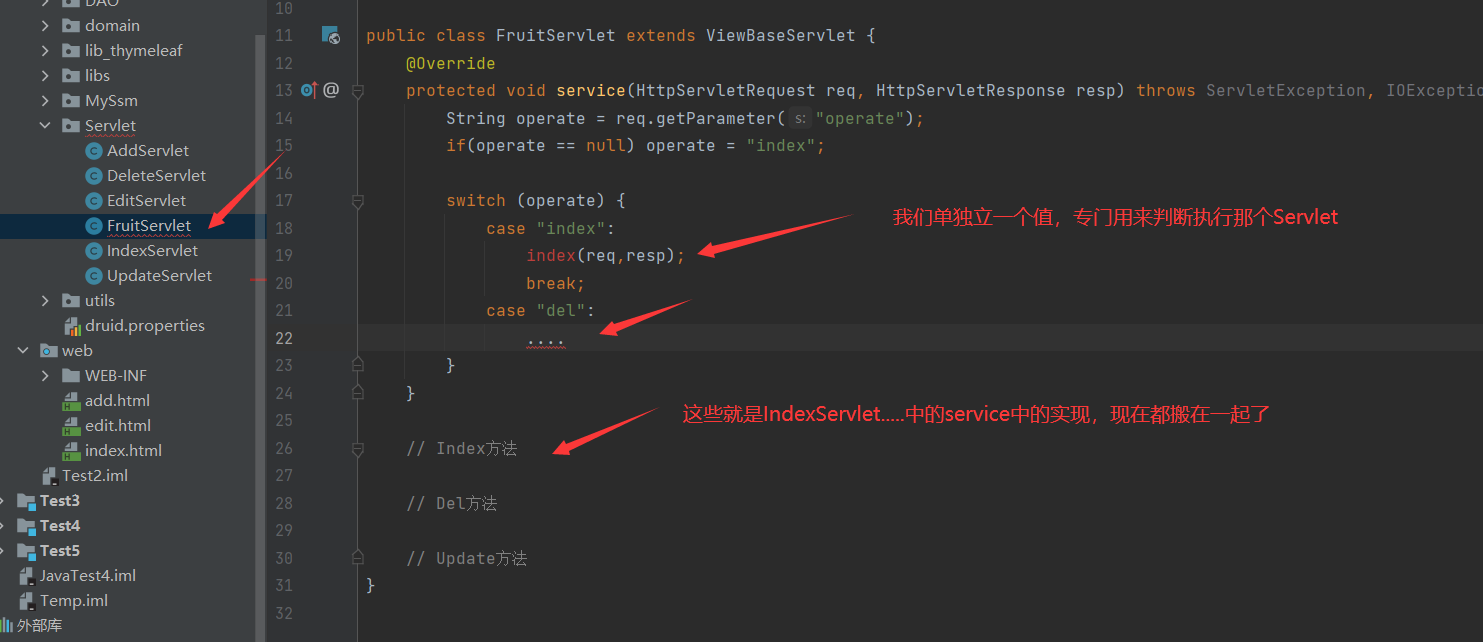 DAO
domain
lib_thymeleaf
libs
MySsm
Servlet
AddServlet
DeleteServlet
EditServlet
FruitServlet
IndexServlet
UpdateServlet
utils
druid.properties
web
WEB-INF
add.html
edit.html
index.html
Test2.iml
Test3
Test4
Test5
JavaTest4.iml
Temp.iml
外部库
10
11 public class FruitServlet extends ViewBaseServlet {
12 @Override
13 @ protected void service(HttpServletRequest req, HttpServletResponse resp) throws ServletException, IOExceptio
14 String operate = req.getParameter( s: "operate");
15 if(operate == null) operate = "index";
16
17 switch (operate) {
我们单独立一个值，专门用来判断执行那个Servlet
18 case "index":
19 index(req,resp);
20 break;
21 case "del":
22 ....
23 }
24 }
这些就是IndexServlet.....中的service中的实现，现在都搬在一起了
25
26 // Index方法
27
28 // Del方法
29
30 // Update方法
31 }
32